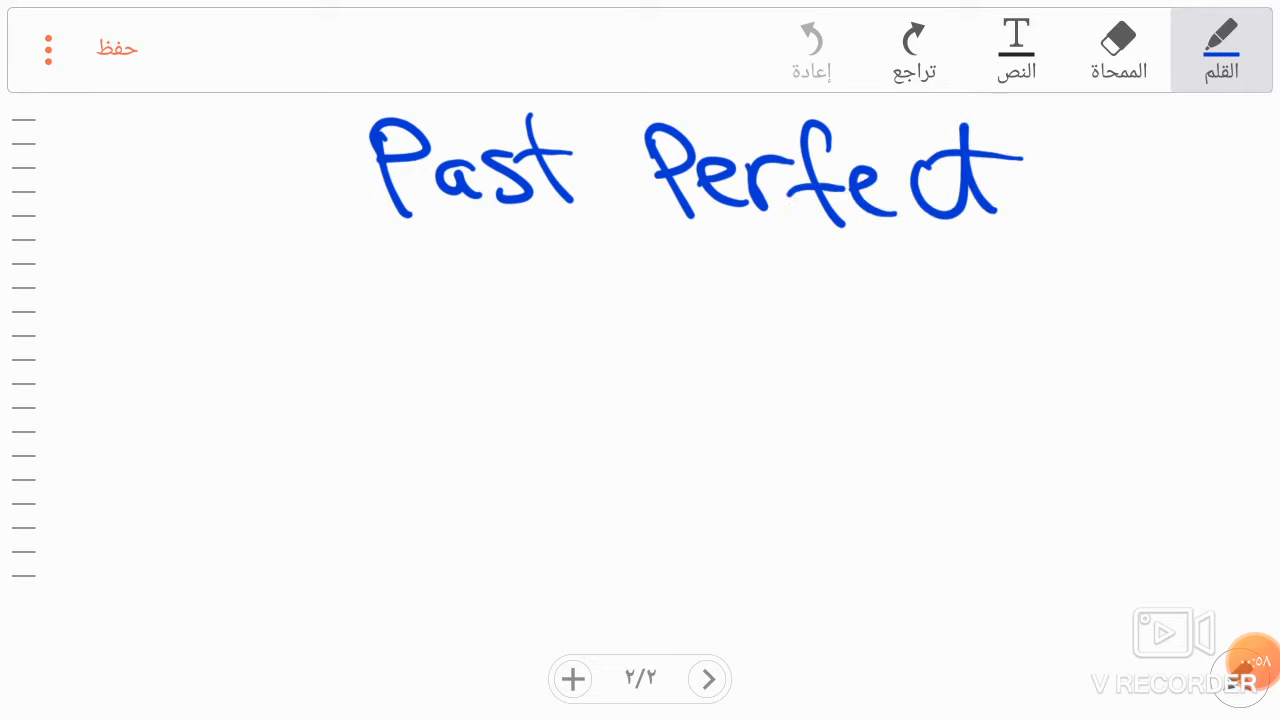 القلم الممحاة النص تراجع إعادة حفظ
Past Perfect
٢/٢
V RECORDER